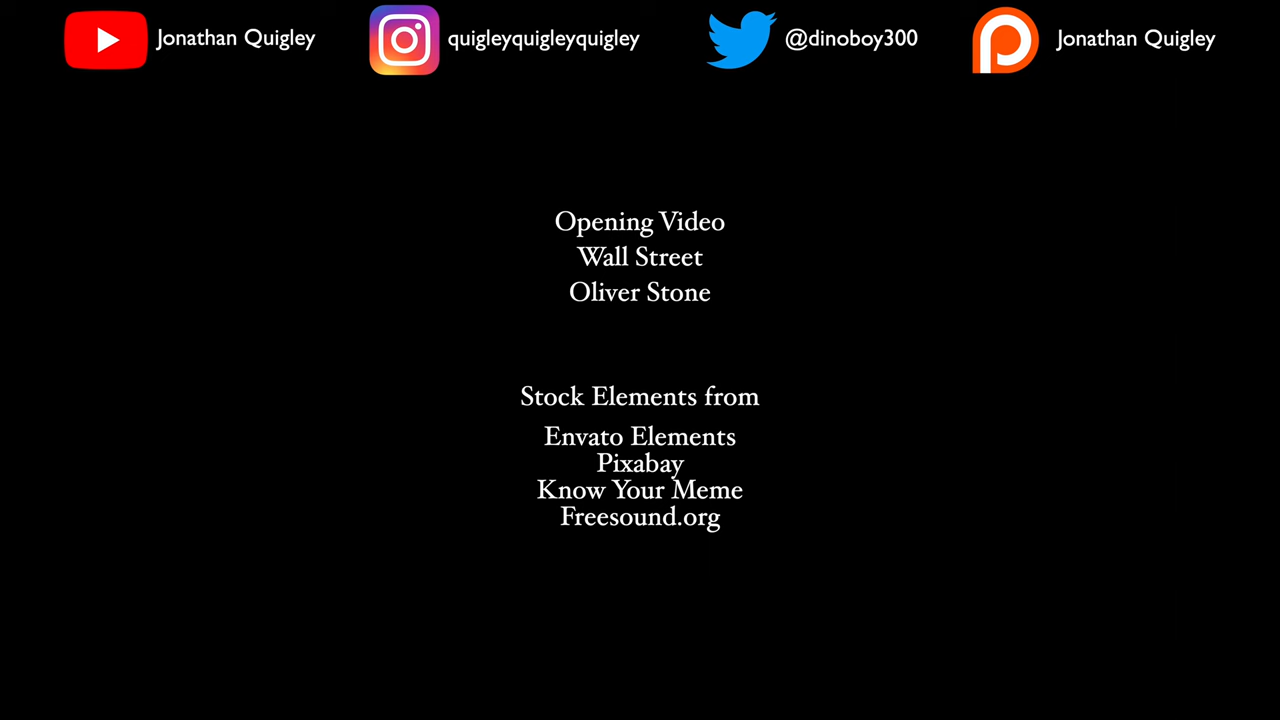 Jonathan Quigley
quigleyquigleyquigley
@dinoboy300
Jonathan Quigley
Opening Video
Wall Street
Oliver Stone
Stock Elements from
Envato Elements
Pixabay
Know Your Meme
Freesound.org